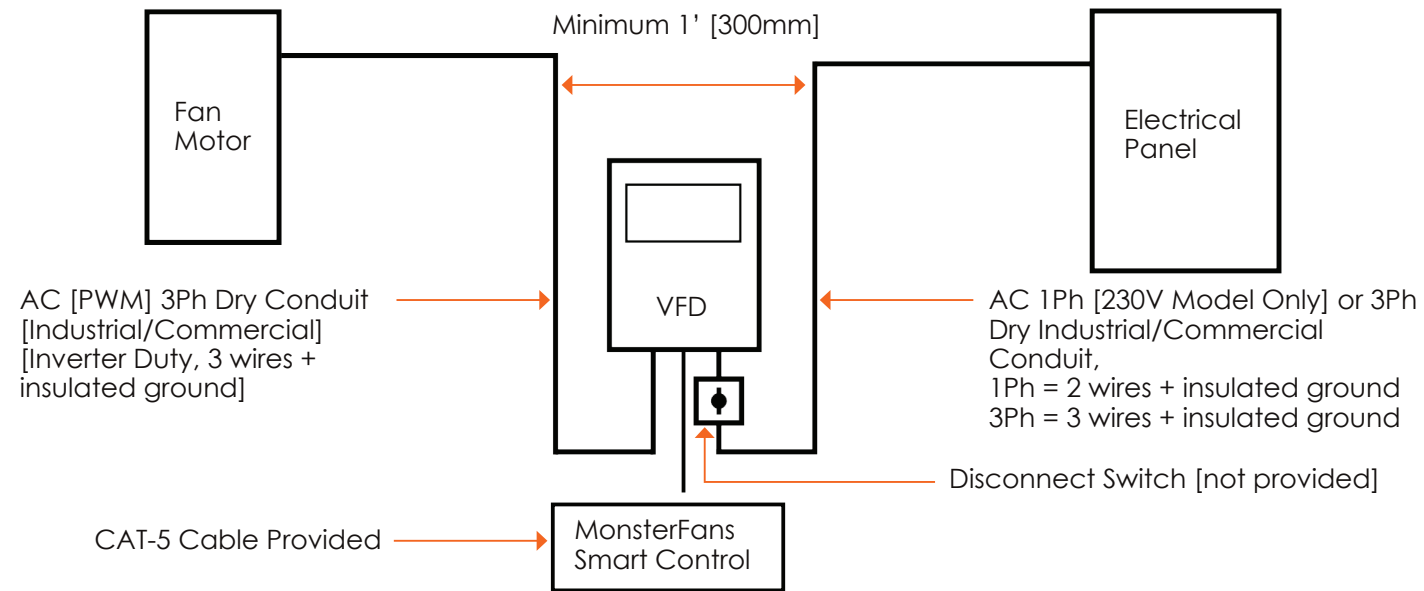 Minimum 1’ [300mm]
Fan
Motor
Electrical
Panel
VFD
AC [PWM] 3Ph Dry Conduit
[Industrial/Commercial]
[Inverter Duty, 3 wires +
insulated ground]
AC 1Ph [230V Model Only] or 3Ph
Dry Industrial/Commercial
Conduit,
1Ph = 2 wires + insulated ground
3Ph = 3 wires + insulated ground
Disconnect Switch [not provided]
CAT-5 Cable Provided
MonsterFans
Smart Control